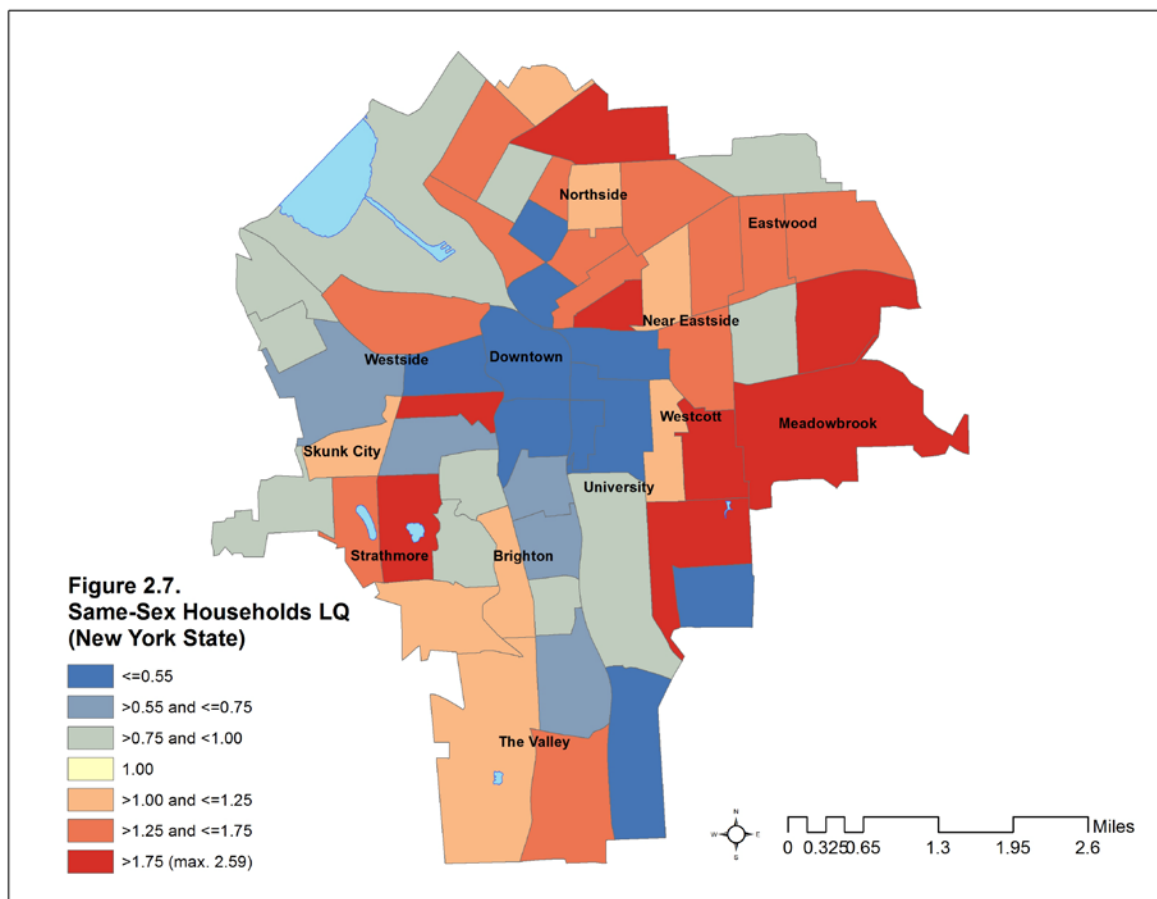 Northside
Eastwood
Near Eastside
Westside
Downtown
Westcott
Meadowbrook
Skunk City
University
Strathmore
Brighton
The Valley
Figure 2.7.
Same-Sex Households LQ
(New York State)
<=0.55
>0.55 and <=0.75
>0.75 and <1.00
1.00
>1.00 and <=1.25
>1.25 and <=1.75
>1.75 (max. 2.59)
N
W E
S
Miles
0 0.325 0.65 1.3 1.95 2.6